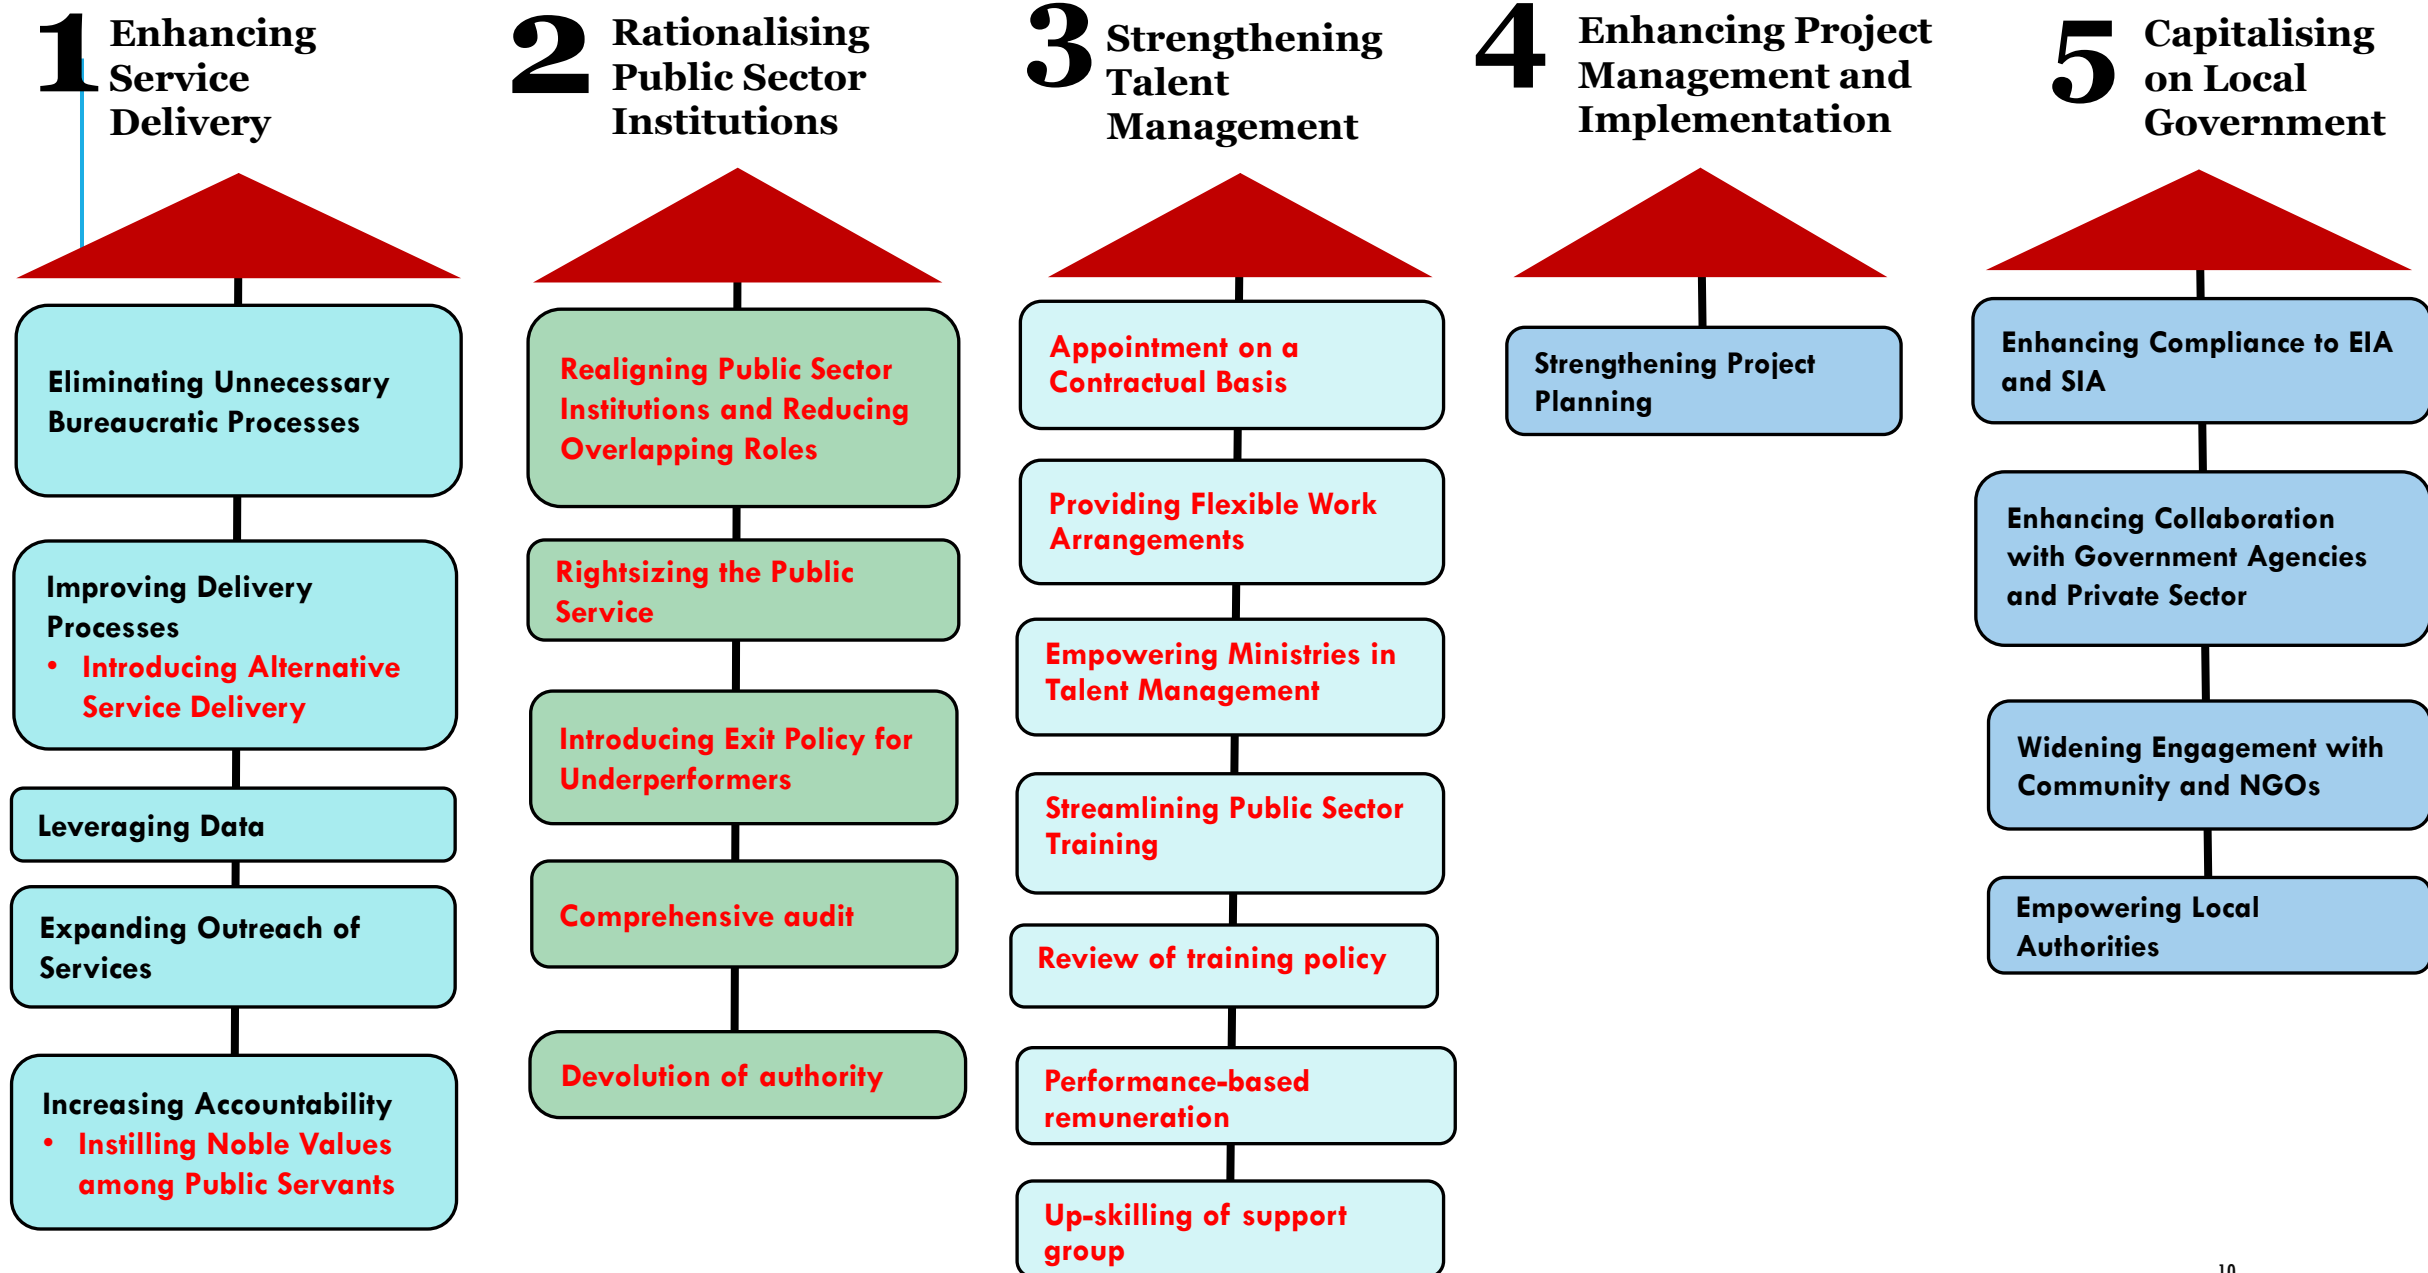 1 Enhancing
Service
Delivery
Eliminating Unnecessary
Bureaucratic Processes
Improving Delivery
Processes
• Introducing Alternative
Service Delivery
Leveraging Data
Expanding Outreach of
Services
Increasing Accountability
• Instilling Noble Values
among Public Servants
2 Rationalising
Public Sector
Institutions
Realigning Public Sector
Institutions and Reducing
Overlapping Roles
Rightsizing the Public
Service
Introducing Exit Policy for
Underperformers
Comprehensive audit
Devolution of authority
3 Strengthening
Talent
Management
Appointment on a
Contractual Basis
Providing Flexible Work
Arrangements
Empowering Ministries in
Talent Management
Streamlining Public Sector
Training
Review of training policy
Performance-based
remuneration
Up-skilling of support
group
4 Enhancing Project
Management and
Implementation
Strengthening Project
Planning
5 Capitalising
on Local
Government
Enhancing Compliance to EIA
and SIA
Enhancing Collaboration
with Government Agencies
and Private Sector
Widening Engagement with
Community and NGOs
Empowering Local
Authorities